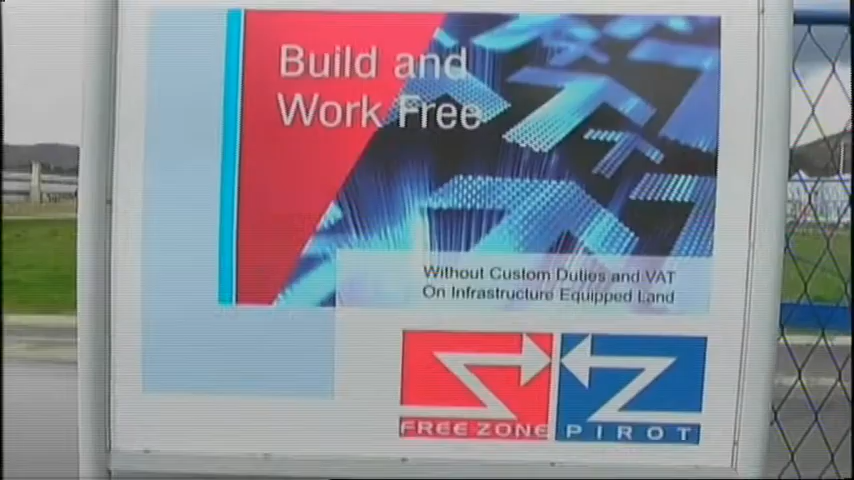 Build and
Work Free
Without Custom Duties and VAT
On Infrastructure Equipped Land
FREE ZONE PIROT